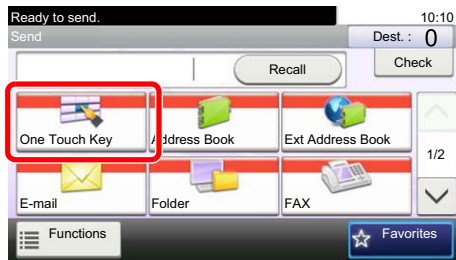 Ready to send.
10:10
Send
Dest. : 0
Recall
Check
One Touch Key
Address Book
Ext Address Book
1/2
E-mail
Folder
FAX
Functions
Favorites